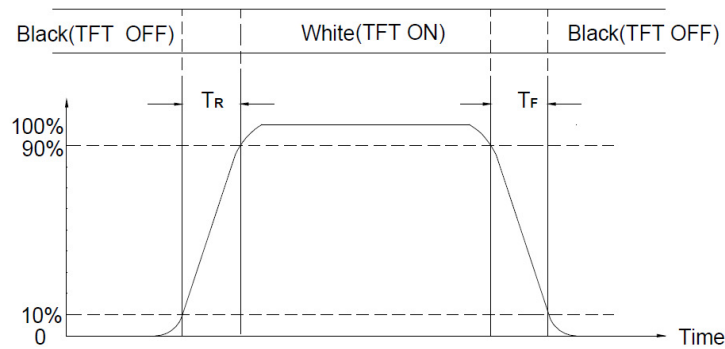 Black(TFT OFF) White(TFT ON) Black(TFT OFF)
TR TF
100%
90%
10%
0
Time